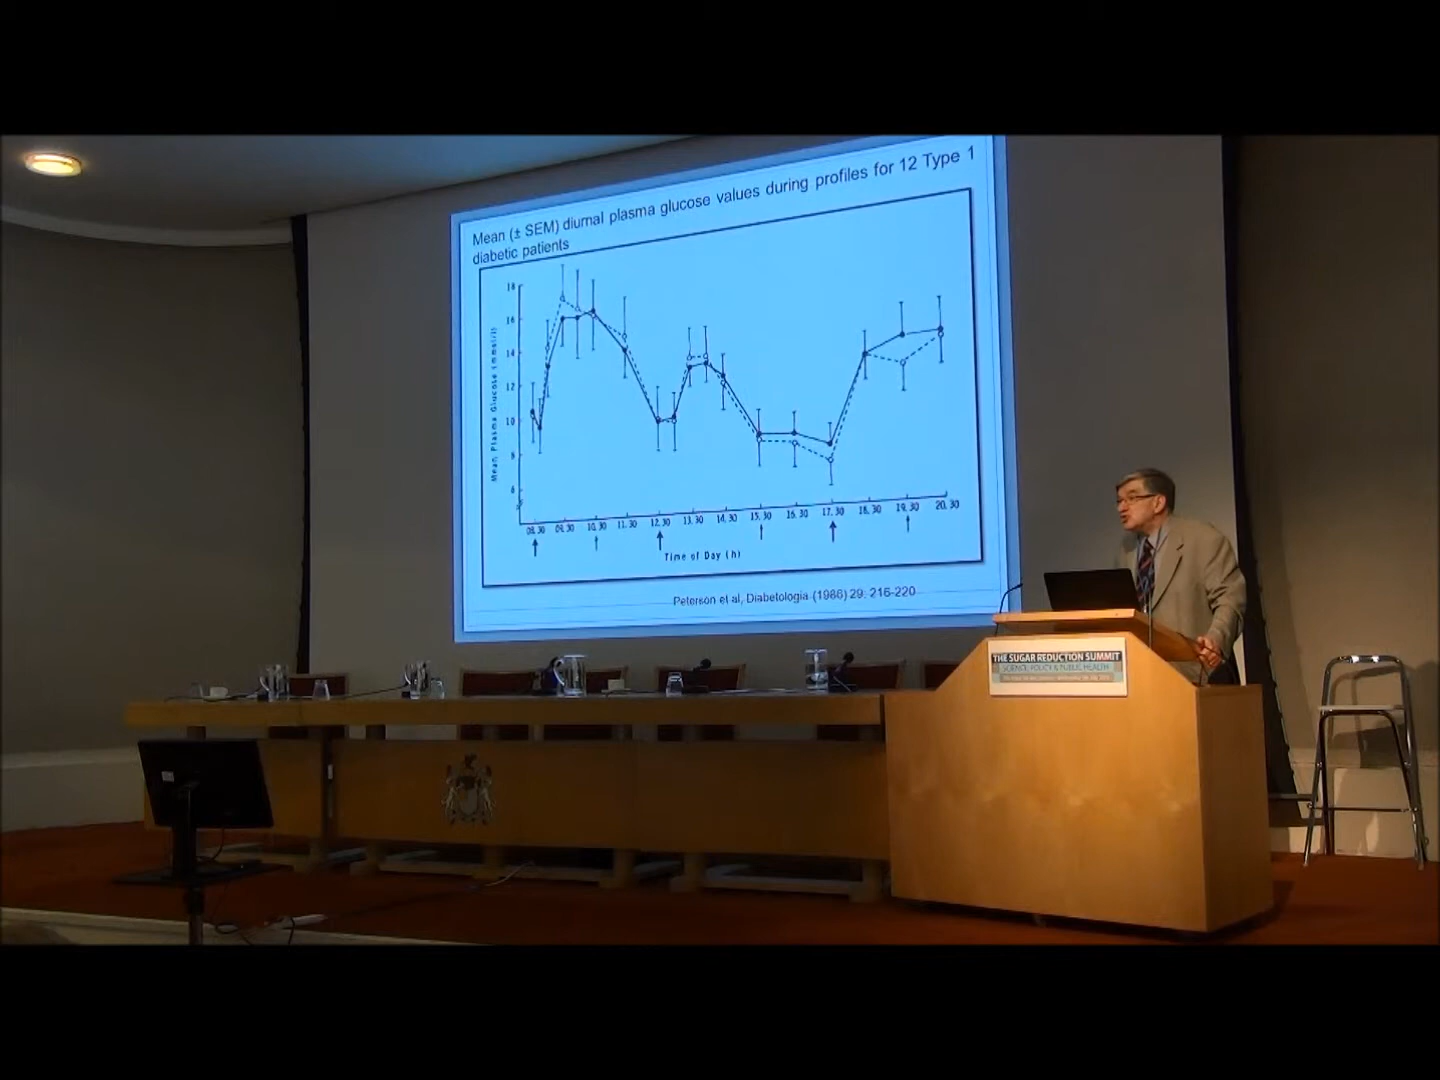 Mean (± SEM) diurnal plasma glucose values during profiles for 12 Type 1
diabetic patients
18
16
14
12
10
8
6
Mean Plasma Glucose (mmol/l)
08.30 09.30 10.30 11.30 12.30 13.30 14.30 15.30 16.30 17.30 18.30 19.30 20.30
Time of Day (h)
Peterson et al, Diabetologia (1986) 29: 216-220
THE SUGAR REDUCTION SUMMIT
SCIENCE, POLICY & PUBLIC HEALTH